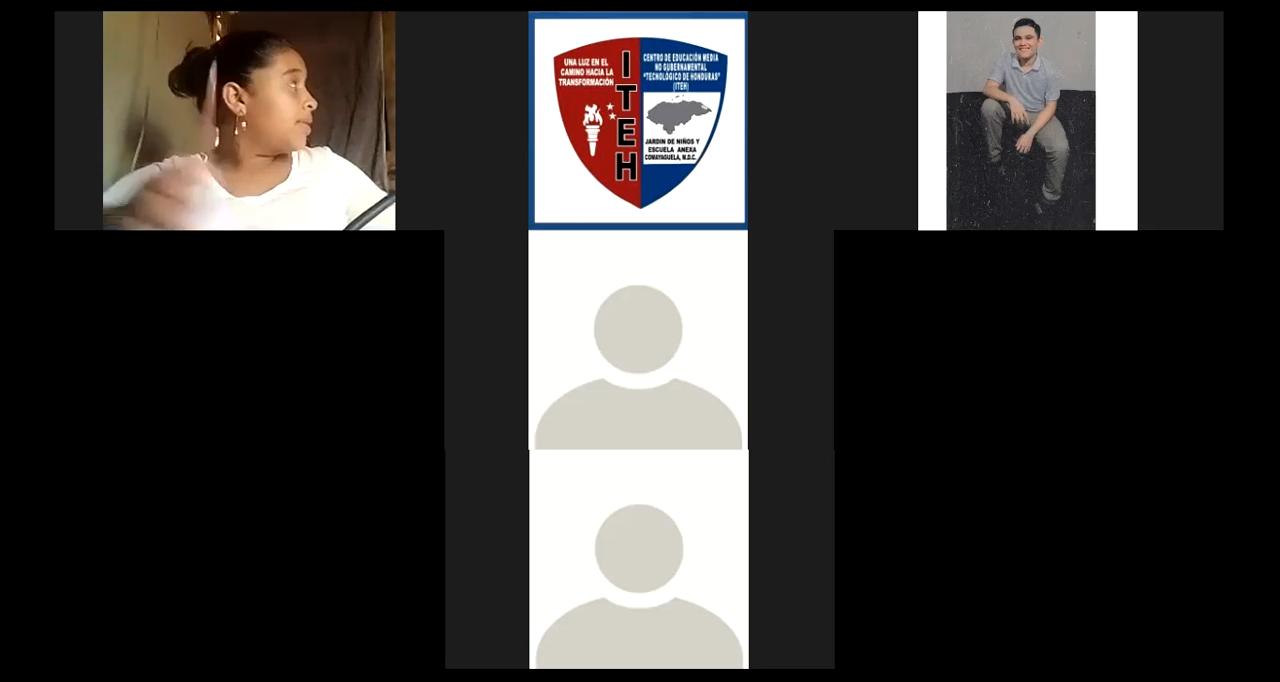 UNA LUZ EN EL
CAMINO HACIA LA
TRANSFORMACIÓN
ITEH
CENTRO DE EDUCACIÓN MEDIA
NO GUBERNAMENTAL
"TECNOLÓGICO DE HONDURAS"
(ITEH)
JARDIN DE NIÑOS Y
ESCUELA ANEXA
COMAYAGUELA, M.D.C.